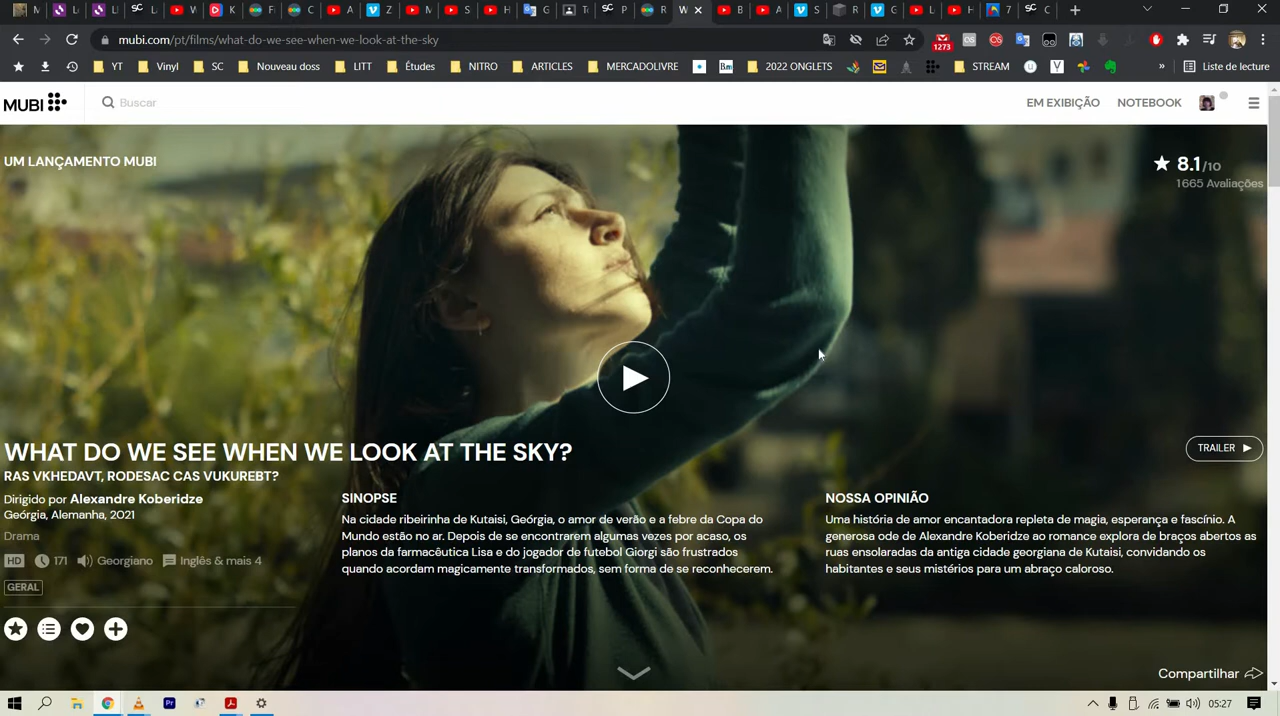 mubi.com/pt/films/what-do-we-see-when-we-look-at-the-sky
1273
YT
Vinyl
SC
Nouveau doss
LITT
Études
NITRO
ARTICLES
MERCADOLIVRE
2022 ONGLETS
STREAM
»
Liste de lecture
MUBI
Buscar
EM EXIBIÇÃO
NOTEBOOK
UM LANÇAMENTO MUBI
8.1/10
1 665 Avaliações
WHAT DO WE SEE WHEN WE LOOK AT THE SKY?
TRAILER
RAS VKHEDAVT, RODESAC CAS VUKUREBT?
Dirigido por Alexandre Koberidze
Geórgia, Alemanha, 2021
Drama
HD 171 Georgiano Inglês & mais 4
GERAL
SINOPSE
Na cidade ribeirinha de Kutaisi, Geórgia, o amor de verão e a febre da Copa do
Mundo estão no ar. Depois de se encontrarem algumas vezes por acaso, os
planos da farmacêutica Lisa e do jogador de futebol Giorgi são frustrados
quando acordam magicamente transformados, sem forma de se reconhecerem.
NOSSA OPINIÃO
Uma história de amor encantadora repleta de magia, esperança e fascínio. A
generosa ode de Alexandre Koberidze ao romance explora de braços abertos as
ruas ensolaradas da antiga cidade georgiana de Kutaisi, convidando os
habitantes e seus mistérios para um abraço caloroso.
Compartilhar
05:27